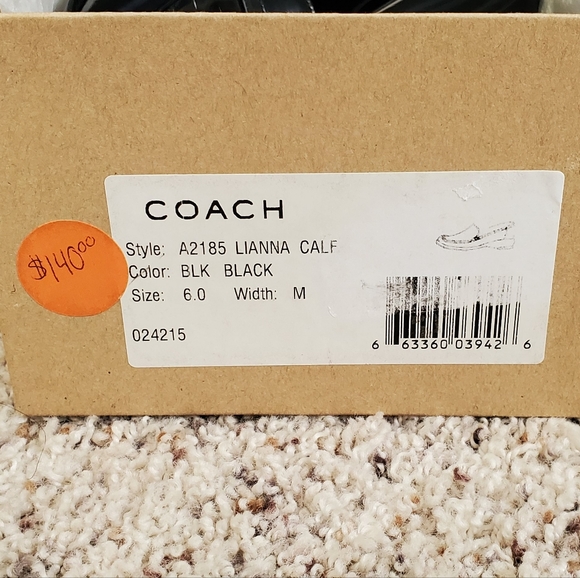 COACH
Style: A2185 LIANNA CALF
Color: BLK BLACK
Size: 6.0 Width: M
024215
6 63360 03942 6
$140.00